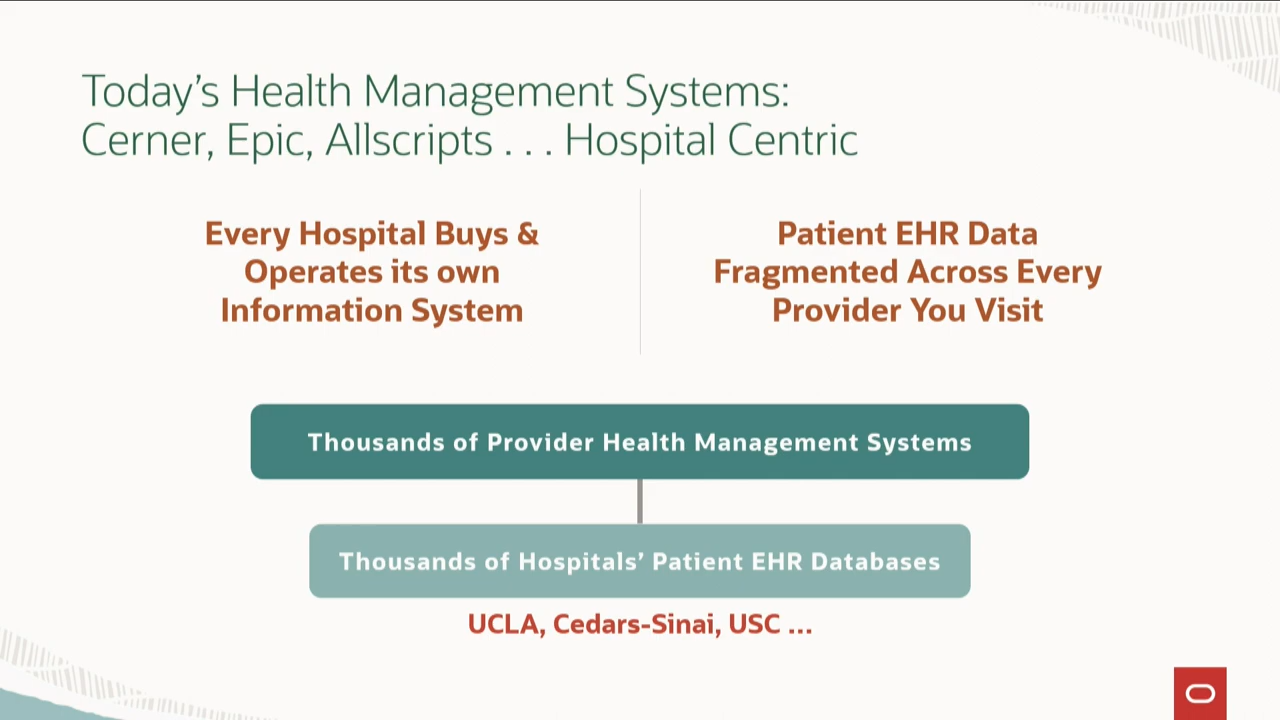 Today's Health Management Systems:
Cerner, Epic, Allscripts . . . Hospital Centric
Every Hospital Buys &
Operates its own
Information System
Patient EHR Data
Fragmented Across Every
Provider You Visit
Thousands of Provider Health Management Systems
Thousands of Hospitals' Patient EHR Databases
UCLA, Cedars-Sinai, USC ...